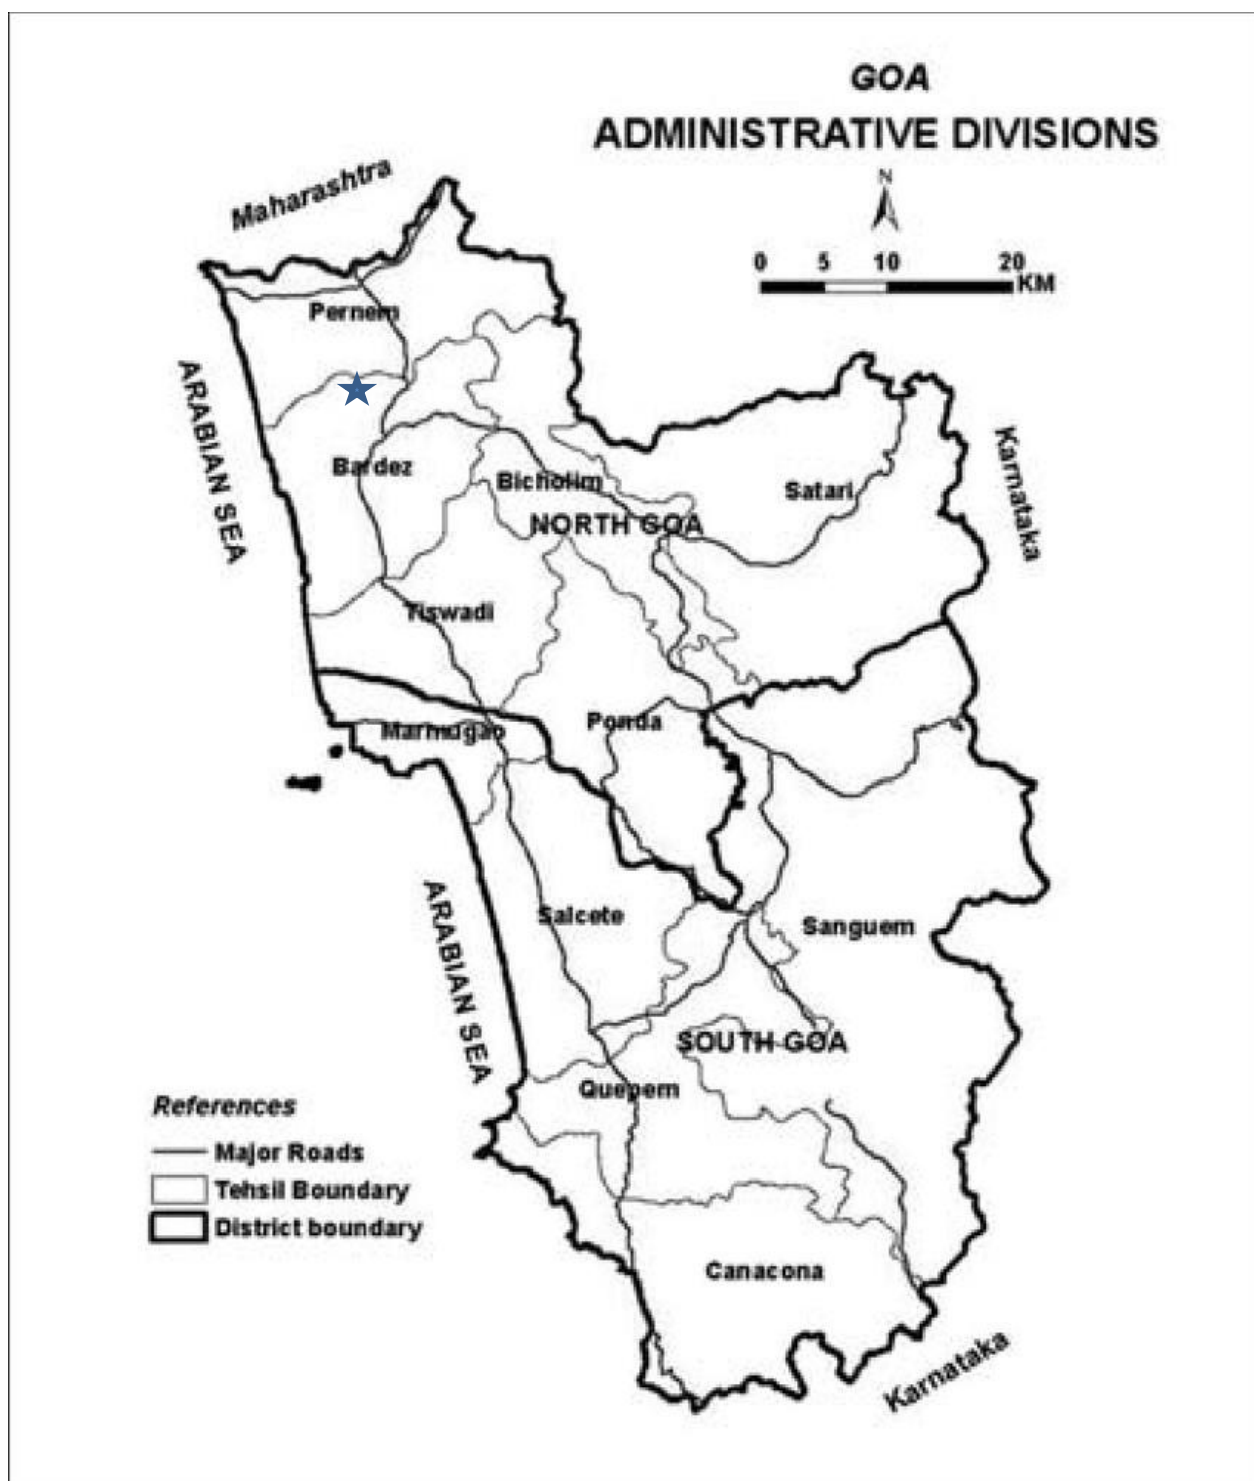 GOA
ADMINISTRATIVE DIVISIONS
N
0 5 10 20
KM
Maharashtra
Pernem
ARABIAN SEA
Karnataka
Bardez
Bicholim
Satari
NORTH GOA
Tiswadi
Ponda
Marmugao
ARABIAN SEA
Salcete
Sanguem
SOUTH GOA
Quepem
References
Major Roads
Tehsil Boundary
District boundary
Canacona
Karnataka